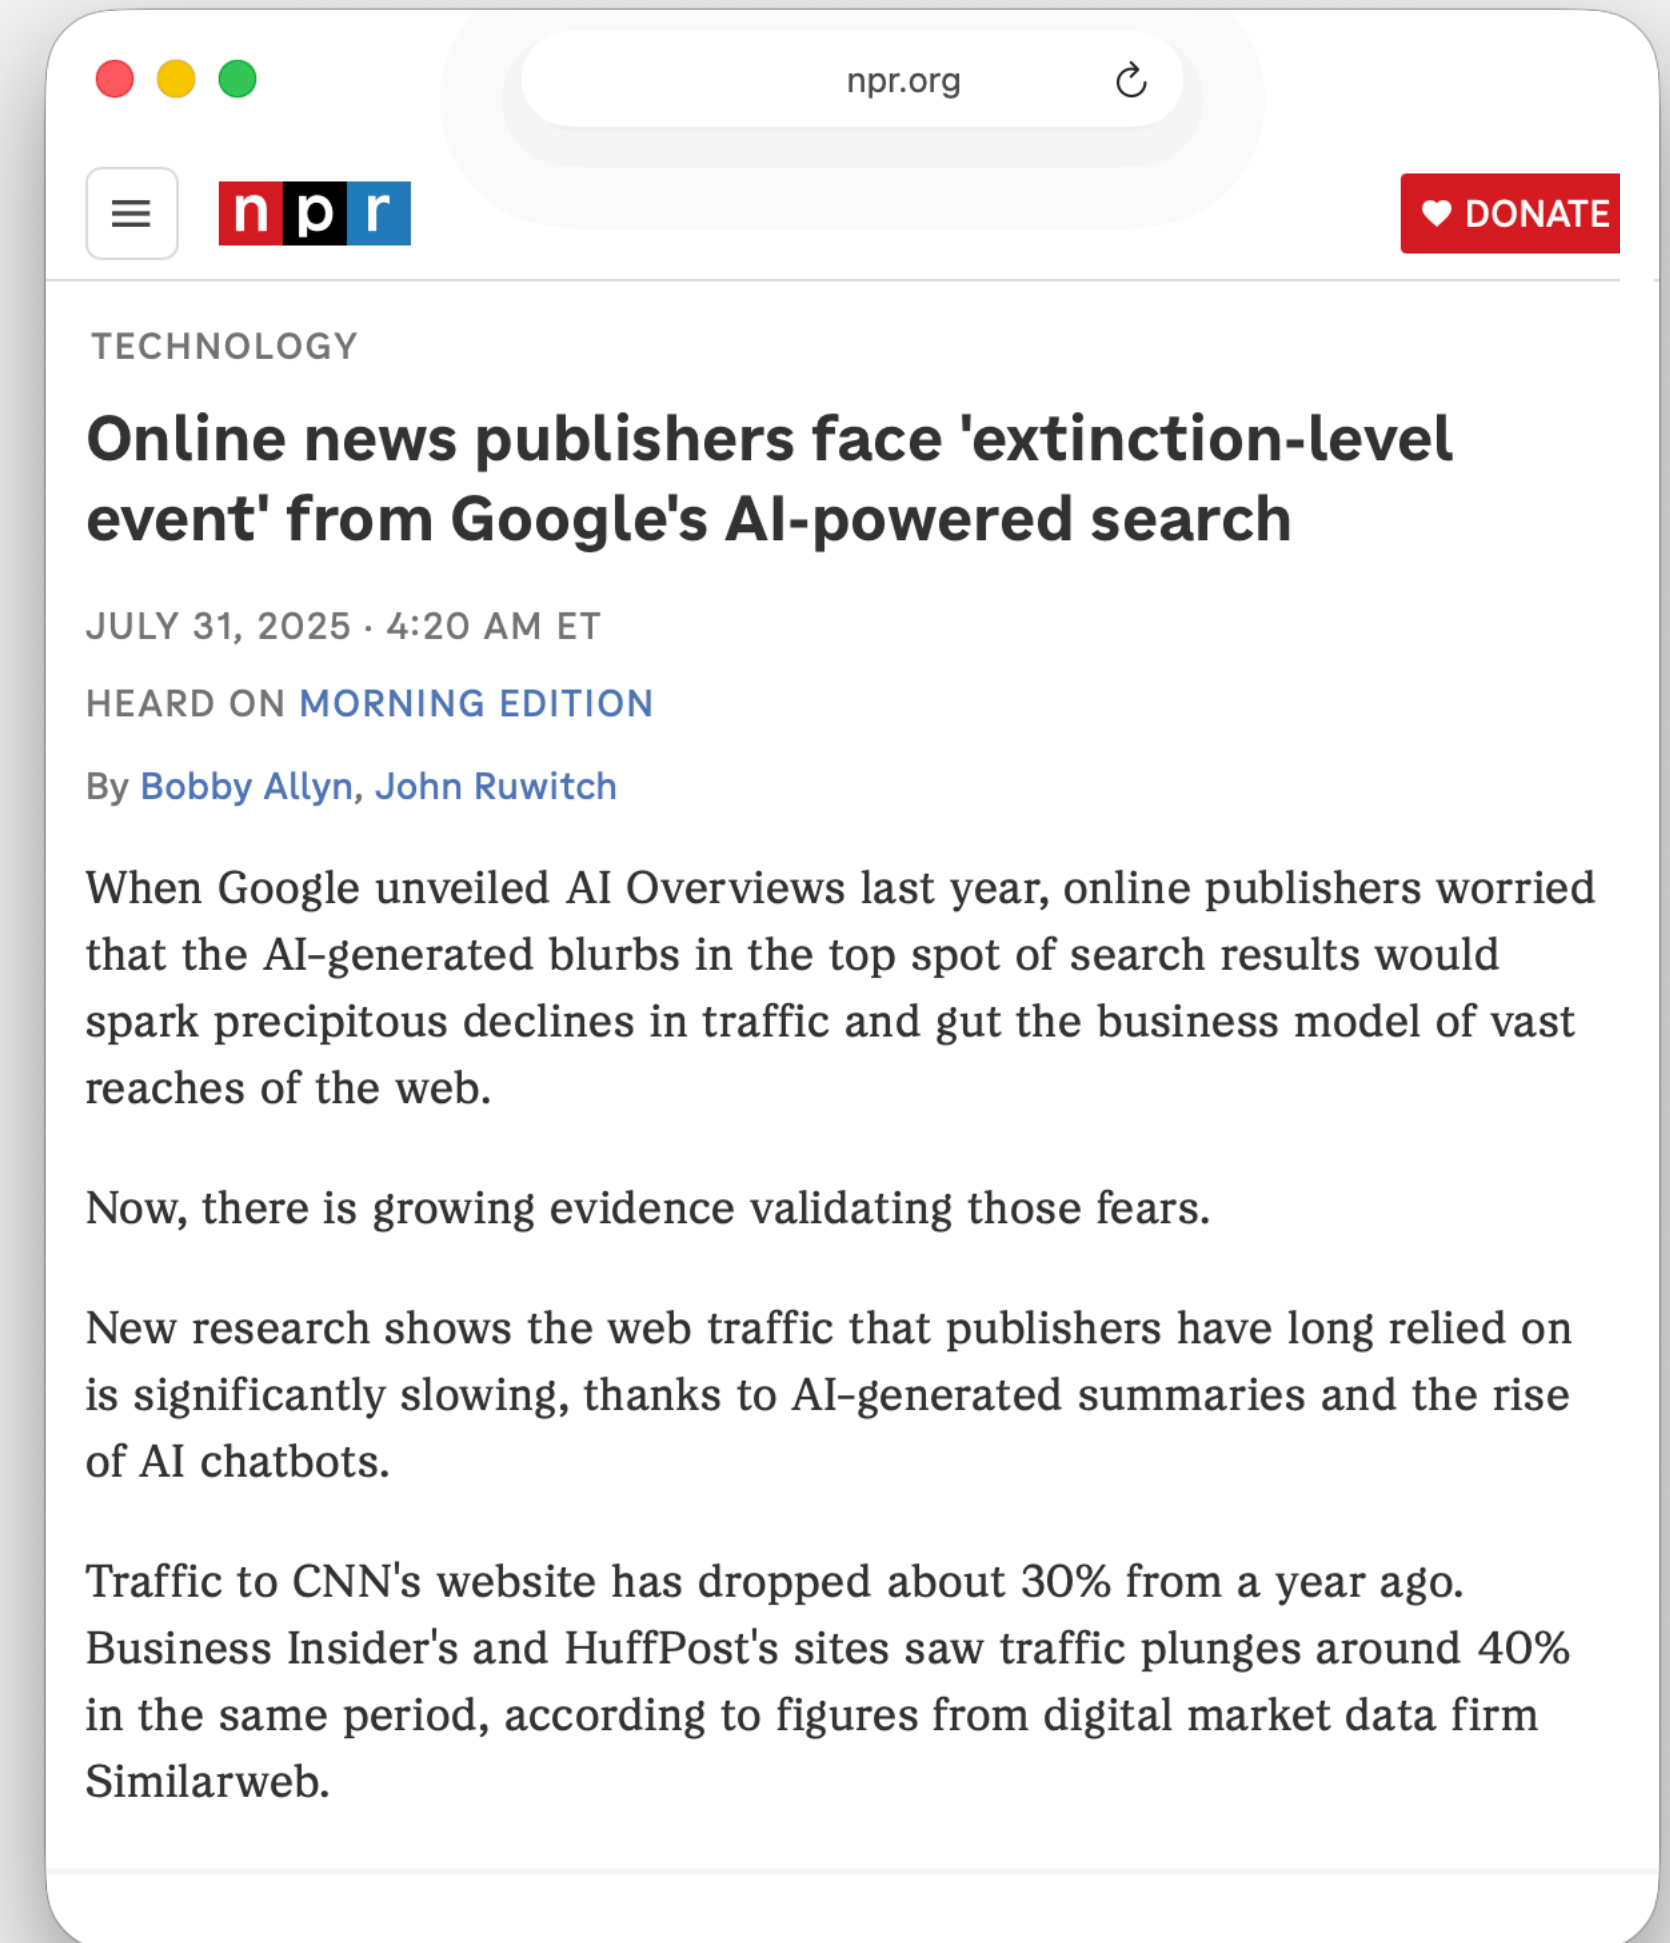 npr.org
npr
DONATE
TECHNOLOGY
Online news publishers face 'extinction-level
event' from Google's AI-powered search
JULY 31, 2025 · 4:20 AM ET
HEARD ON MORNING EDITION
By Bobby Allyn, John Ruwitch
When Google unveiled AI Overviews last year, online publishers worried
that the AI-generated blurbs in the top spot of search results would
spark precipitous declines in traffic and gut the business model of vast
reaches of the web.
Now, there is growing evidence validating those fears.
New research shows the web traffic that publishers have long relied on
is significantly slowing, thanks to AI-generated summaries and the rise
of AI chatbots.
Traffic to CNN's website has dropped about 30% from a year ago.
Business Insider's and HuffPost's sites saw traffic plunges around 40%
in the same period, according to figures from digital market data firm
Similarweb.